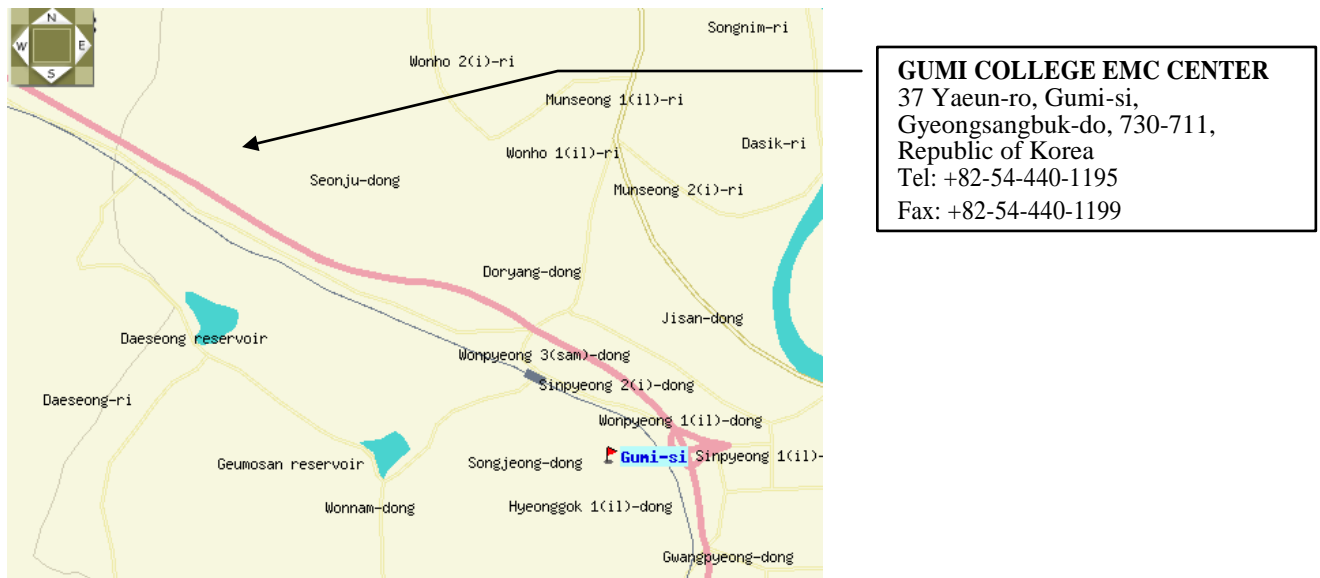 N
W
E
S
Songnim-ri
Wonho 2(i)-ri
Munseong 1(il)-ri
Dasik-ri
Wonho 1(il)-ri
Seonju-dong
Munseong 2(i)-ri
Doryang-dong
Jisan-dong
Daeseong reservoir
Wonpyeong 3(sam)-dong
Sinpyeong 2(i)-dong
Daeseong-ri
Wonpyeong 1(il)-dong
Geumosan reservoir
Songjeong-dong
Gumi-si
Sinpyeong 1(il)-
Wonnam-dong
Hyeonggok 1(il)-dong
Gwangpyeong-dong
GUMI COLLEGE EMC CENTER
37 Yaeun-ro, Gumi-si,
Gyeongsangbuk-do, 730-711,
Republic of Korea
Tel: +82-54-440-1195
Fax: +82-54-440-1199